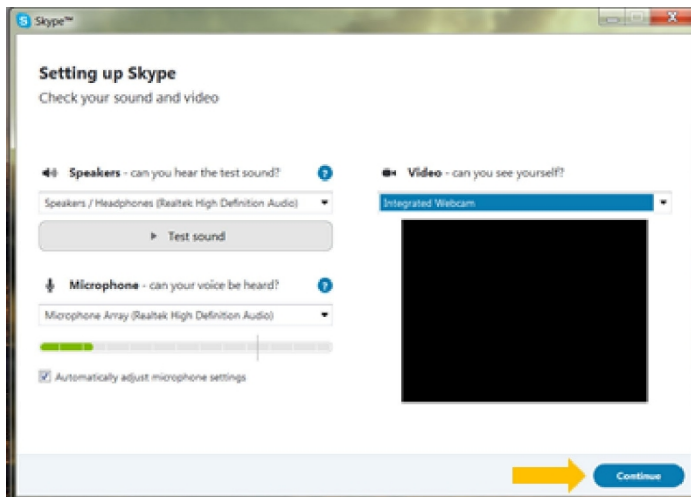 Skype™
Setting up Skype
Check your sound and video
Speakers - can you hear the test sound?
Speakers / Headphones (Realtek High Definition Audio)
Test sound
Microphone - can your voice be heard?
Microphone Array (Realtek High Definition Audio)
Automatically adjust microphone settings
Video - can you see yourself?
Integrated Webcam
Continue